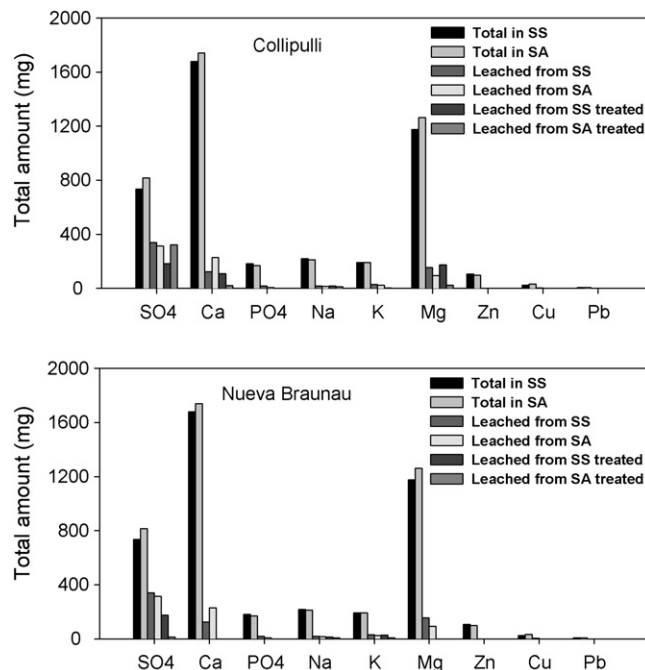 Collipulli
Total in SS
Total in SA
Leached from SS
Leached from SA
Leached from SS treated
Leached from SA treated
Total amount (mg)
2000
1600
1200
800
400
0
SO4 Ca PO4 Na K Mg Zn Cu Pb
Nueva Braunau
Total in SS
Total in SA
Leached from SS
Leached from SA
Leached from SS treated
Leached from SA treated
Total amount (mg)
2000
1600
1200
800
400
0
SO4 Ca PO4 Na K Mg Zn Cu Pb